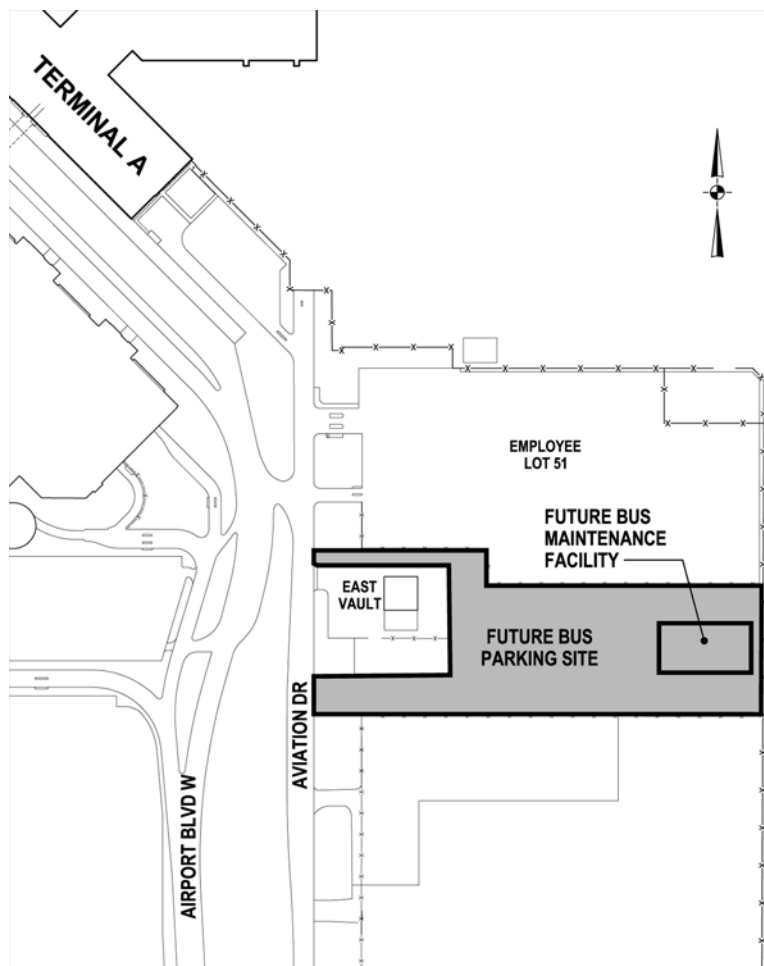 TERMINAL A
EMPLOYEE
LOT 51
FUTURE BUS
MAINTENANCE
FACILITY
EAST
VAULT
FUTURE BUS
PARKING SITE
AVIATION DR
AIRPORT BLVD W